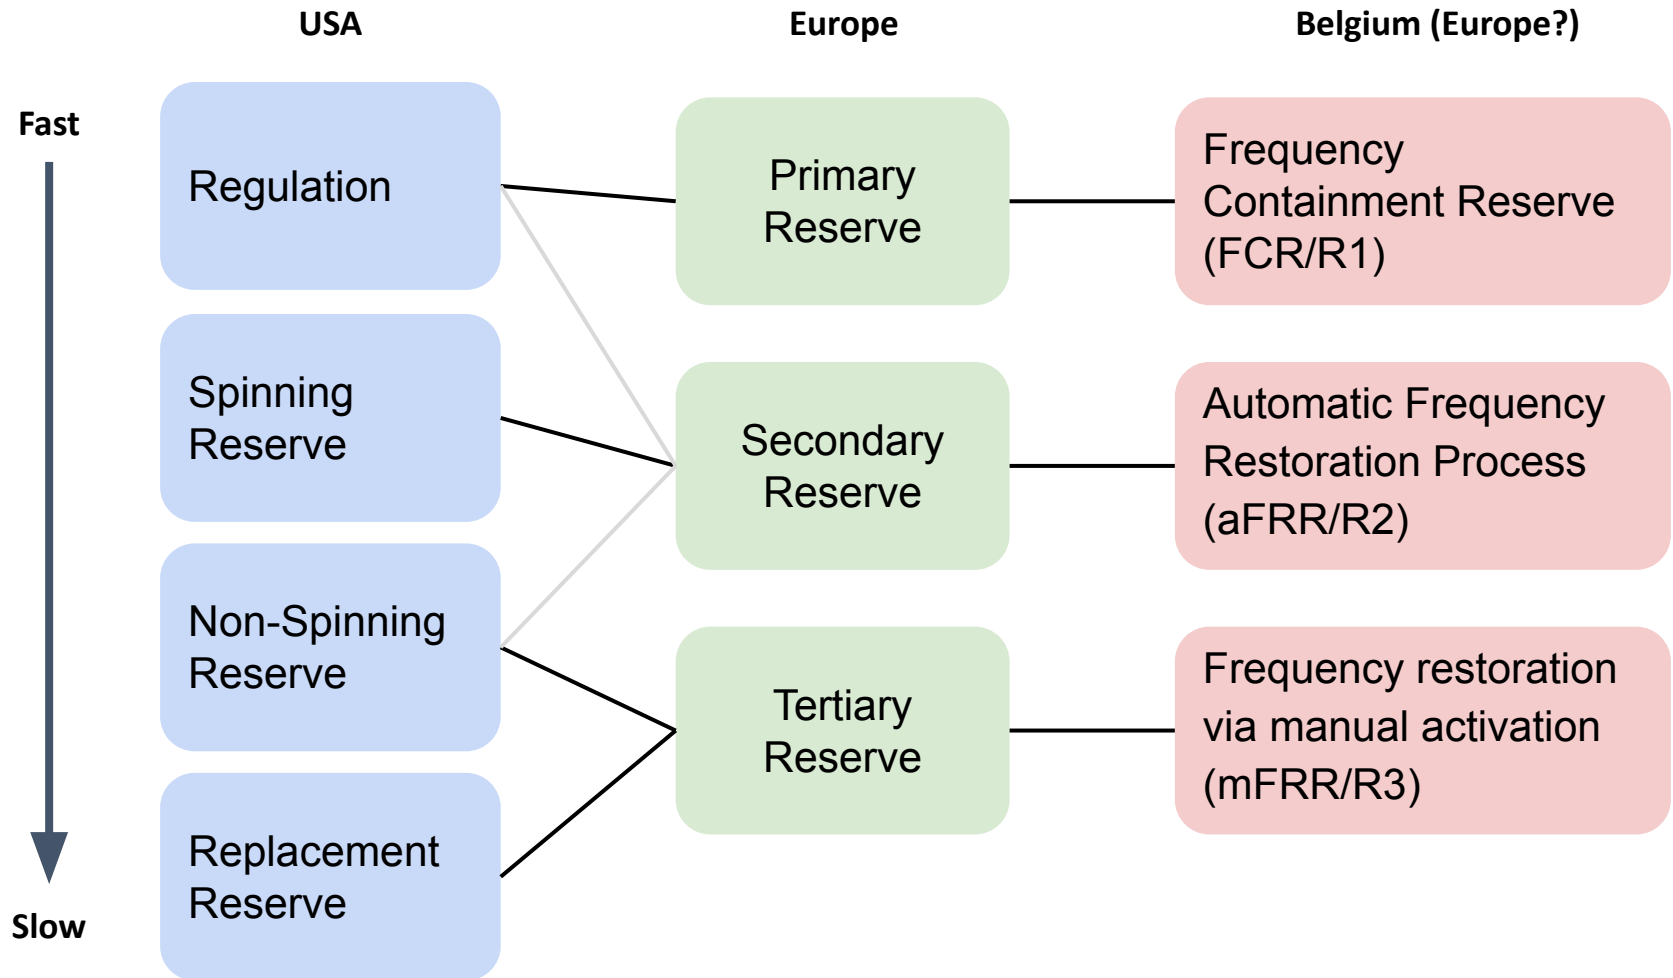 USA
Europe
Belgium (Europe?)
Fast
Slow
Regulation
Spinning
Reserve
Non-Spinning
Reserve
Replacement
Reserve
Primary
Reserve
Secondary
Reserve
Tertiary
Reserve
Frequency
Containment Reserve
(FCR/R1)
Automatic Frequency
Restoration Process
(aFRR/R2)
Frequency restoration
via manual activation
(mFRR/R3)